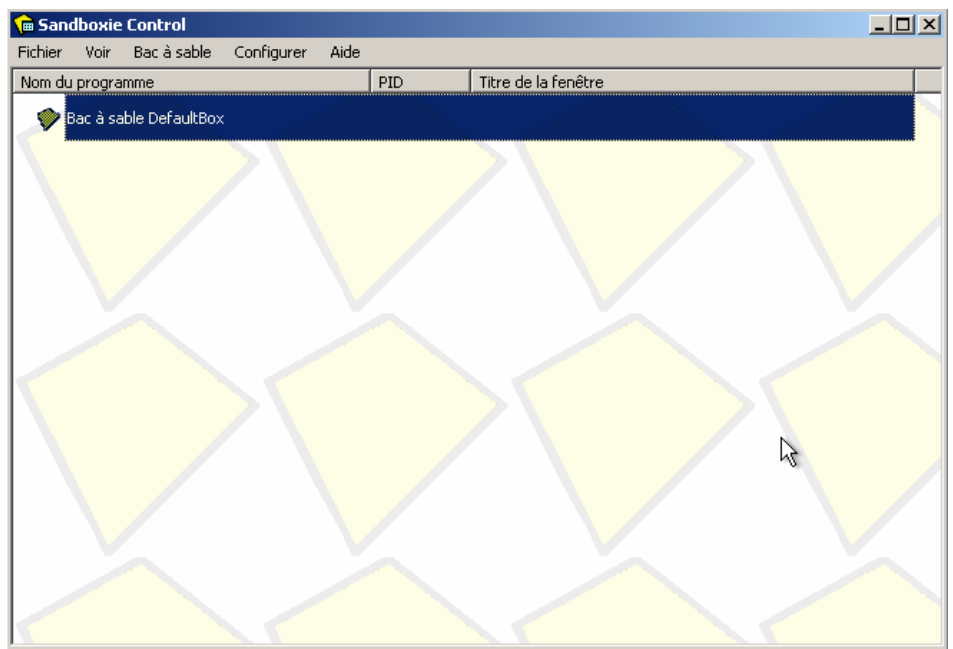 Sandboxie Control
Fichier Voir Bac à sable Configurer Aide
Nom du programme PID Titre de la fenêtre
Bac à sable DefaultBox